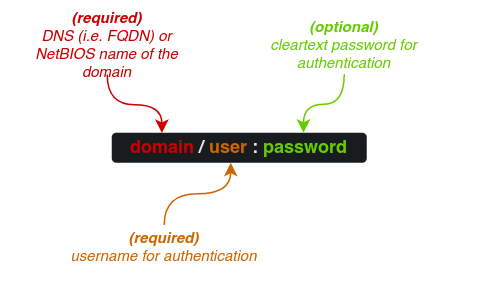 (required)
DNS (i.e. FQDN) or
NetBIOS name of the
domain
(optional)
cleartext password for
authentication
domain / user : password
(required)
username for authentication